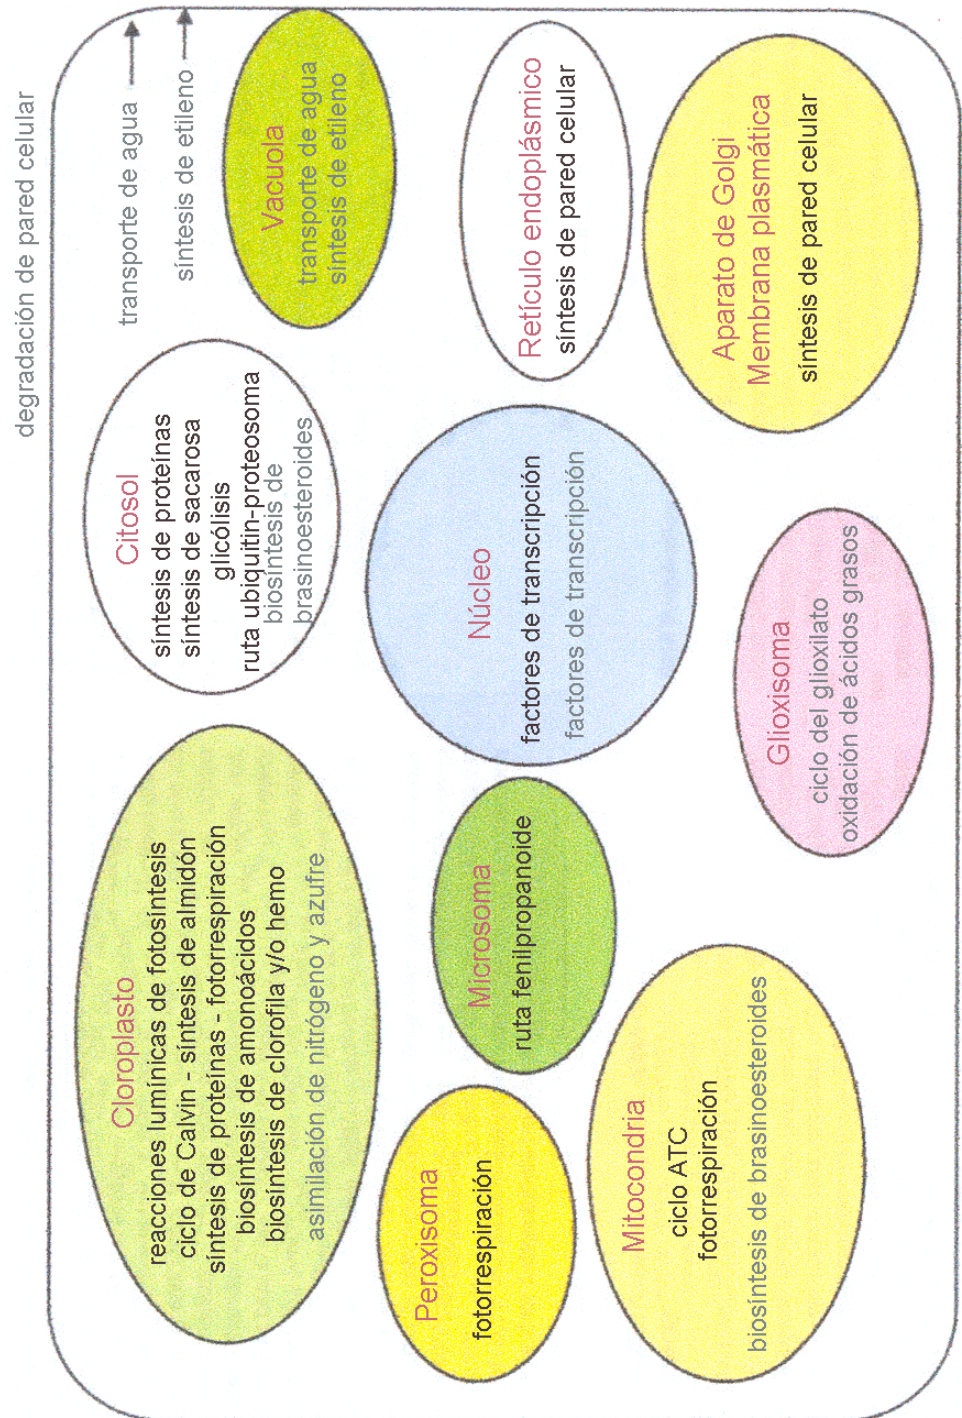 degradación de pared celular
transporte de agua
síntesis de etileno
Cloroplasto
reacciones lumínicas de fotosíntesis
ciclo de Calvin - síntesis de almidón
síntesis de proteínas - fotorrespiración
biosíntesis de amonoácidos
biosíntesis de clorofila y/o hemo
asimilación de nitrógeno y azufre
Citosol
síntesis de proteínas
síntesis de sacarosa
glicólisis
ruta ubiquitin-proteosoma
biosíntesis de
brasinoesteroides
Vacuola
transporte de agua
síntesis de etileno
Peroxisoma
fotorrespiración
Microsoma
ruta fenilpropanoide
Núcleo
factores de transcripción
factores de transcripción
Retículo endoplásmico
síntesis de pared celular
Mitocondria
ciclo ATC
fotorrespiración
biosíntesis de brasinoesteroides
Glioxisoma
ciclo del glioxilato
oxidación de ácidos grasos
Aparato de Golgi
Membrana plasmática
síntesis de pared celular